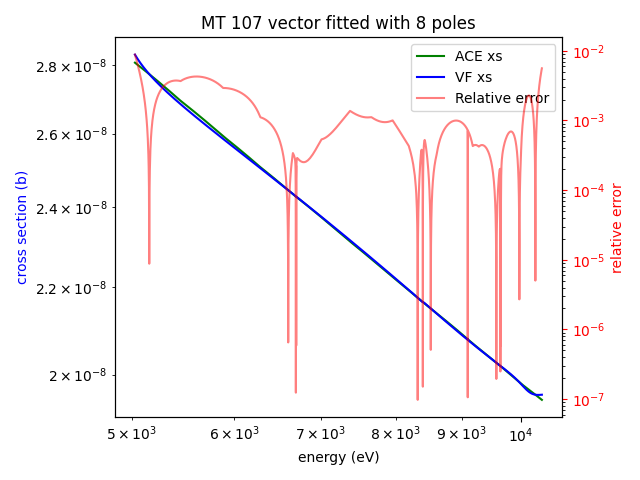 MT 107 vector fitted with 8 poles
ACE xs
VF xs
Relative error
cross section (b)
2.8 × 10⁻⁸
2.6 × 10⁻⁸
2.4 × 10⁻⁸
2.2 × 10⁻⁸
2 × 10⁻⁸
10⁻²
10⁻³
10⁻⁴
10⁻⁵
10⁻⁶
10⁻⁷
relative error
5 × 10³ 6 × 10³ 7 × 10³ 8 × 10³ 9 × 10³ 10⁴
energy (eV)